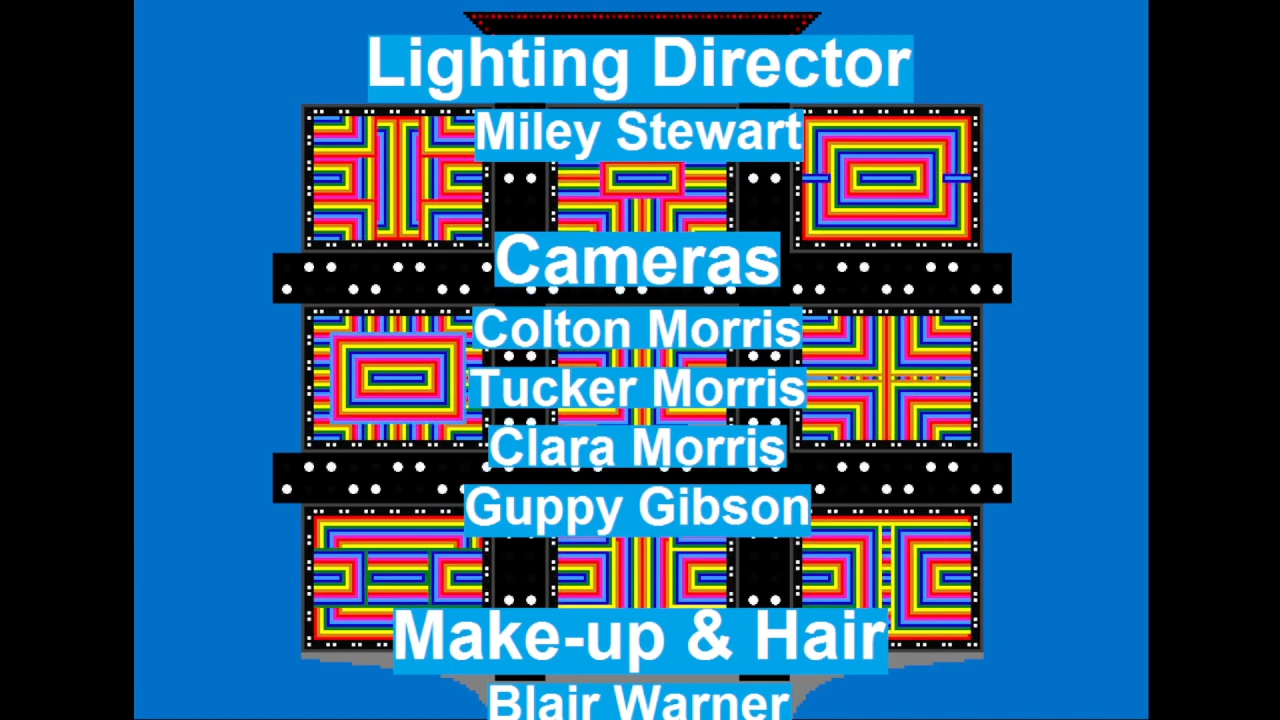 Lighting Director
Miley Stewart
Cameras
Colton Morris
Tucker Morris
Clara Morris
Guppy Gibson
Make-up & Hair
Blair Warner